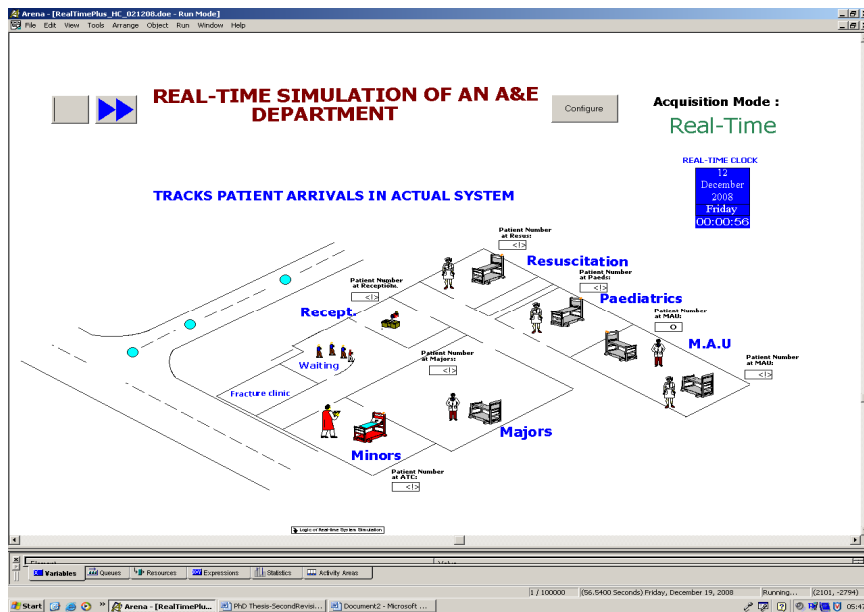 Arena - [RealTimePlus_HC_021208.doe - Run Mode]
File Edit View Tools Arrange Object Run Window Help
REAL-TIME SIMULATION OF AN A&E
DEPARTMENT
Configure
Acquisition Mode :
Real-Time
REAL-TIME CLOCK
12
December
2008
Friday
00:00:56
TRACKS PATIENT ARRIVALS IN ACTUAL SYSTEM
Patient Number
at Resus:
<!>
Resuscitation
Patient Number
at Paeds:
<!>
Paediatrics
Patient Number
at Receptions.
<!>
Recept.
Patient Number
at MAU:
0
M.A.U
Patient Number
at MAU:
<!>
Waiting
Patient Number
at Majors:
<!>
Fracture clinic
Majors
Minors
Patient Number
at ATC:
<!>
Logic of Real-time System Simulation
Variables Queues Resources Expressions Statistics Activity Areas
1 / 100000 (56.5400 Seconds) Friday, December 19, 2008 Running... (2101, -2794)
Start Arena - [RealTimePlu... PhD Thesis-SecondRevisi... Document2 - Microsoft ...